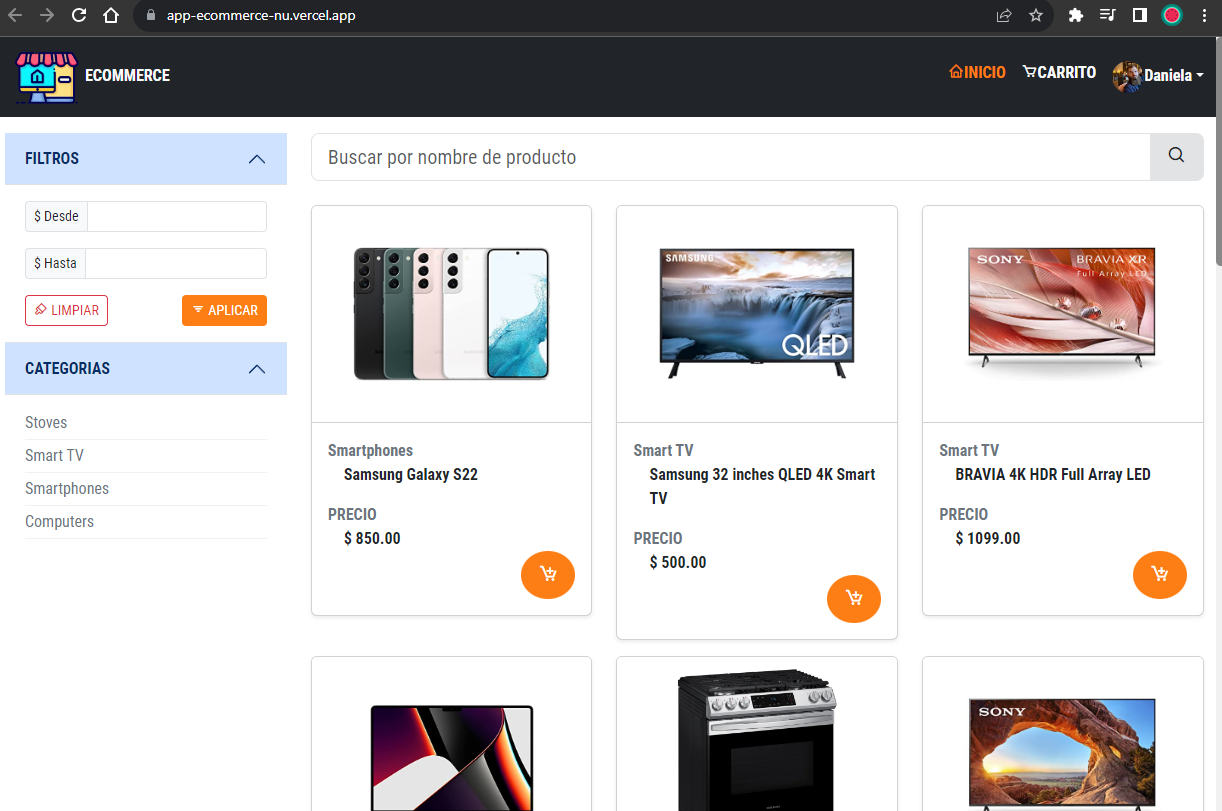 app-ecommerce-nu.vercel.app
ECOMMERCE
INICIO
CARRITO
Daniela
FILTROS
$ Desde
$ Hasta
LIMPIAR
APLICAR
CATEGORIAS
Stoves
Smart TV
Smartphones
Computers
Buscar por nombre de producto
Smartphones
Samsung Galaxy S22
PRECIO
$ 850.00
SAMSUNG
QLED
Smart TV
Samsung 32 inches QLED 4K Smart
TV
PRECIO
$ 500.00
SONY
BRAVIA XR
Full Array LED
Smart TV
BRAVIA 4K HDR Full Array LED
PRECIO
$ 1099.00
SONY